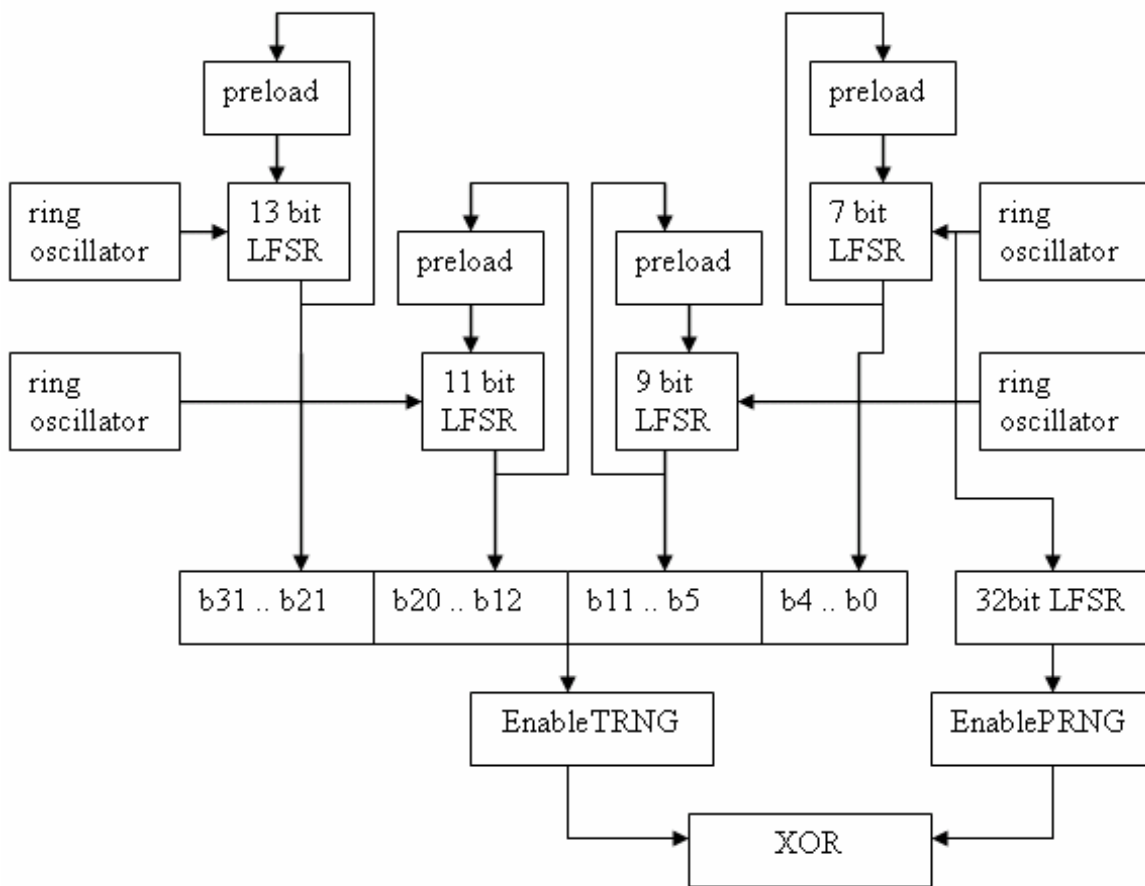 preload
preload
ring
oscillator
13 bit
LFSR
7 bit
LFSR
ring
oscillator
preload
preload
ring
oscillator
11 bit
LFSR
9 bit
LFSR
ring
oscillator
b31 .. b21
b20 .. b12
b11 .. b5
b4 .. b0
32bit LFSR
EnableTRNG
EnablePRNG
XOR